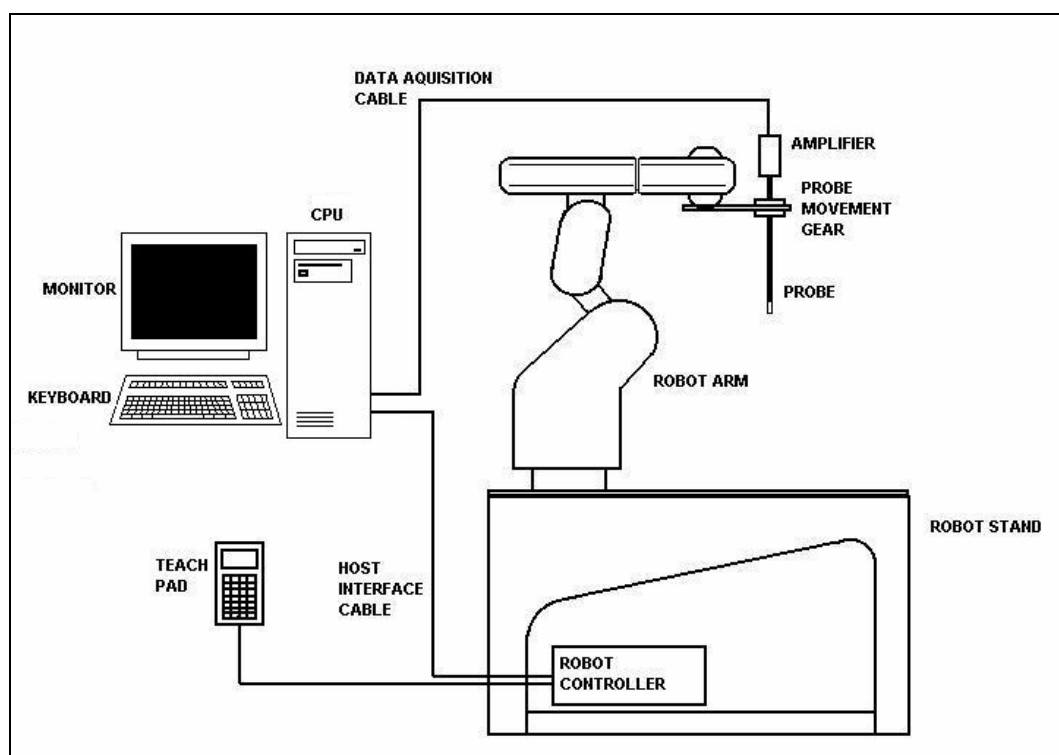 DATA AQUISITION
CABLE
AMPLIFIER
PROBE
MOVEMENT
GEAR
CPU
MONITOR
PROBE
KEYBOARD
ROBOT ARM
ROBOT STAND
TEACH
PAD
HOST
INTERFACE
CABLE
ROBOT
CONTROLLER